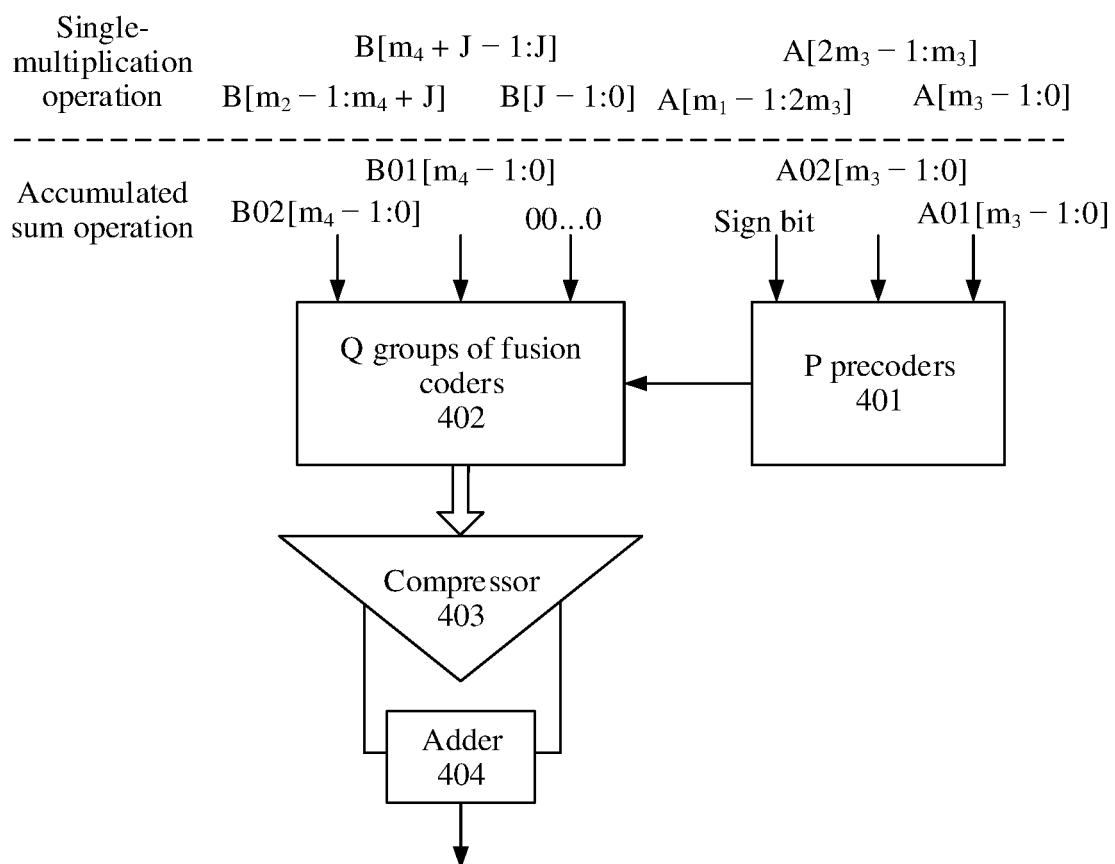 Single-
multiplication
operation
B[m₄ + J − 1:J]
A[2m₃ − 1:m₃]
B[m₂ − 1:m₄ + J]
B[J − 1:0]
A[m₁ − 1:2m₃]
A[m₃ − 1:0]
Accumulated
sum operation
B01[m₄ − 1:0]
A02[m₃ − 1:0]
B02[m₄ − 1:0]
00...0
Sign bit
A01[m₃ − 1:0]
Q groups of fusion
coders
402
P precoders
401
Compressor
403
Adder
404